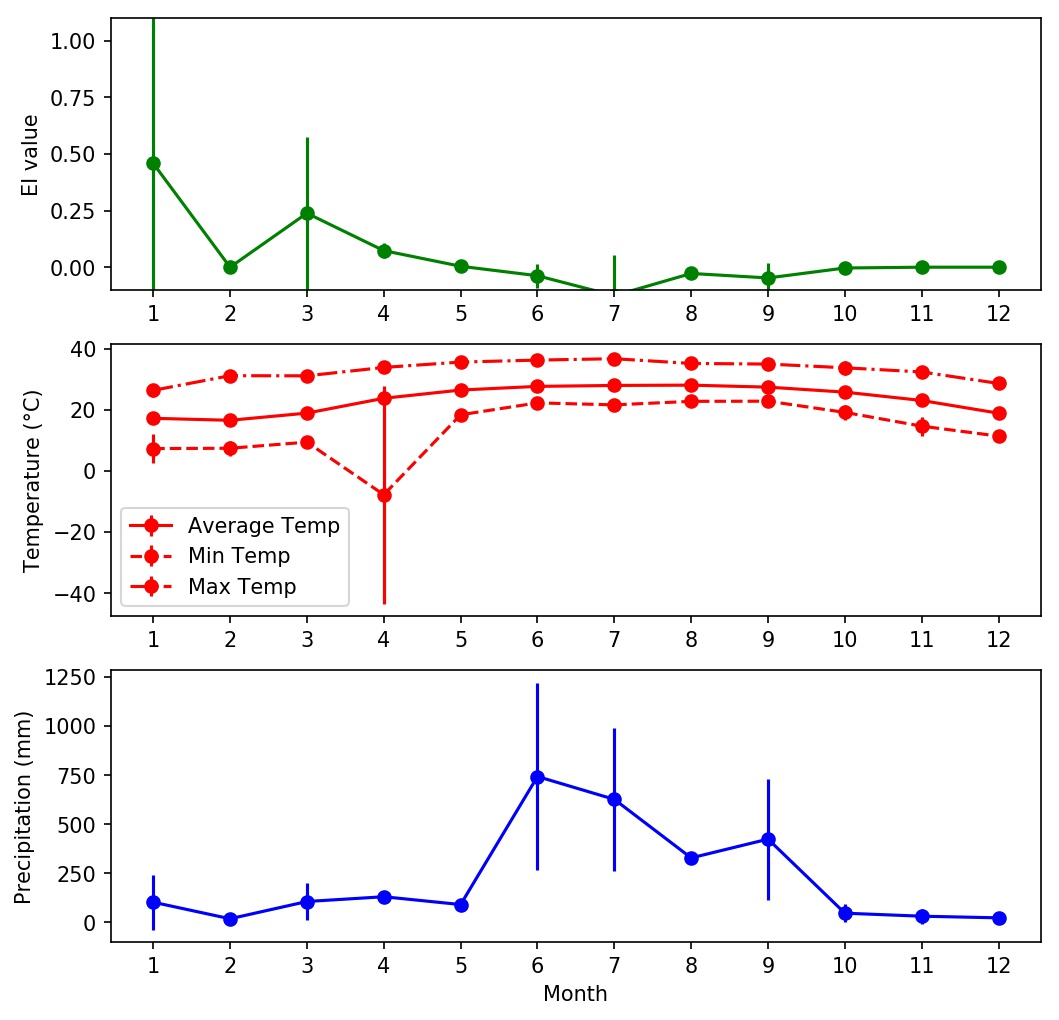 EI value
1.00
0.75
0.50
0.25
0.00
1 2 3 4 5 6 7 8 9 10 11 12
Temperature (°C)
40
20
0
−20
−40
Average Temp
Min Temp
Max Temp
1 2 3 4 5 6 7 8 9 10 11 12
Precipitation (mm)
1250
1000
750
500
250
0
1 2 3 4 5 6 7 8 9 10 11 12
Month